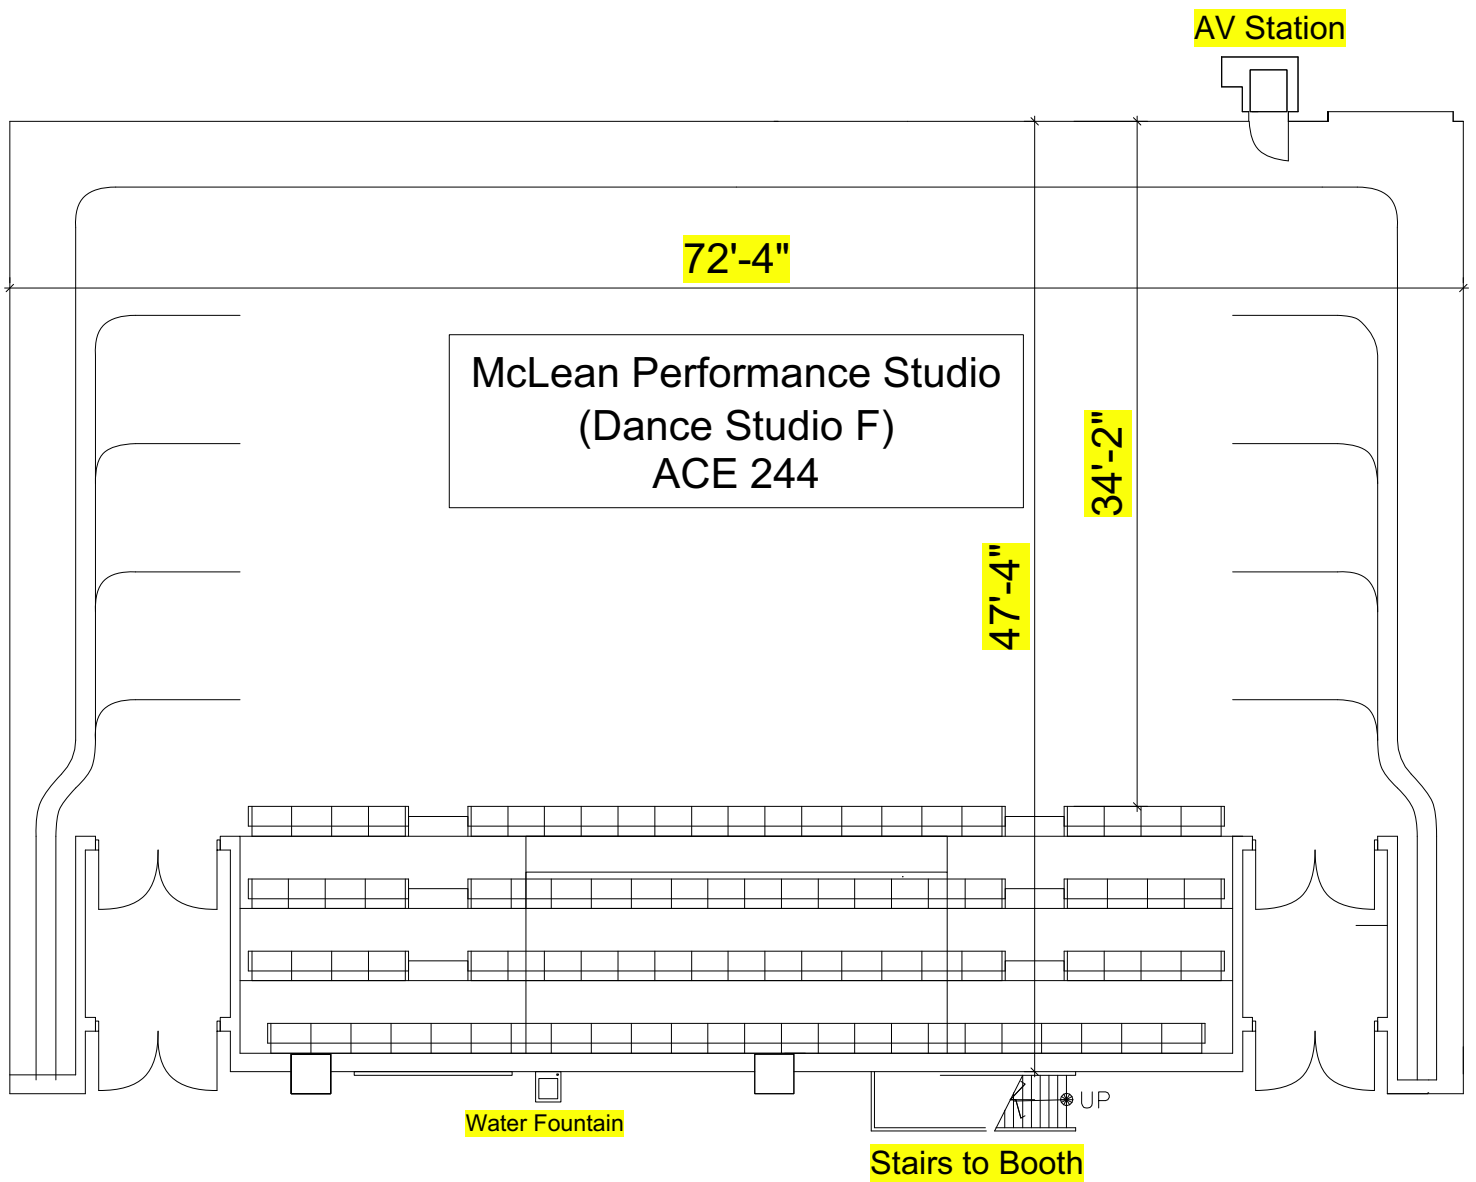 AV Station
72'-4"
McLean Performance Studio
(Dance Studio F)
ACE 244
34'-2"
47'-4"
UP
Water Fountain
Stairs to Booth